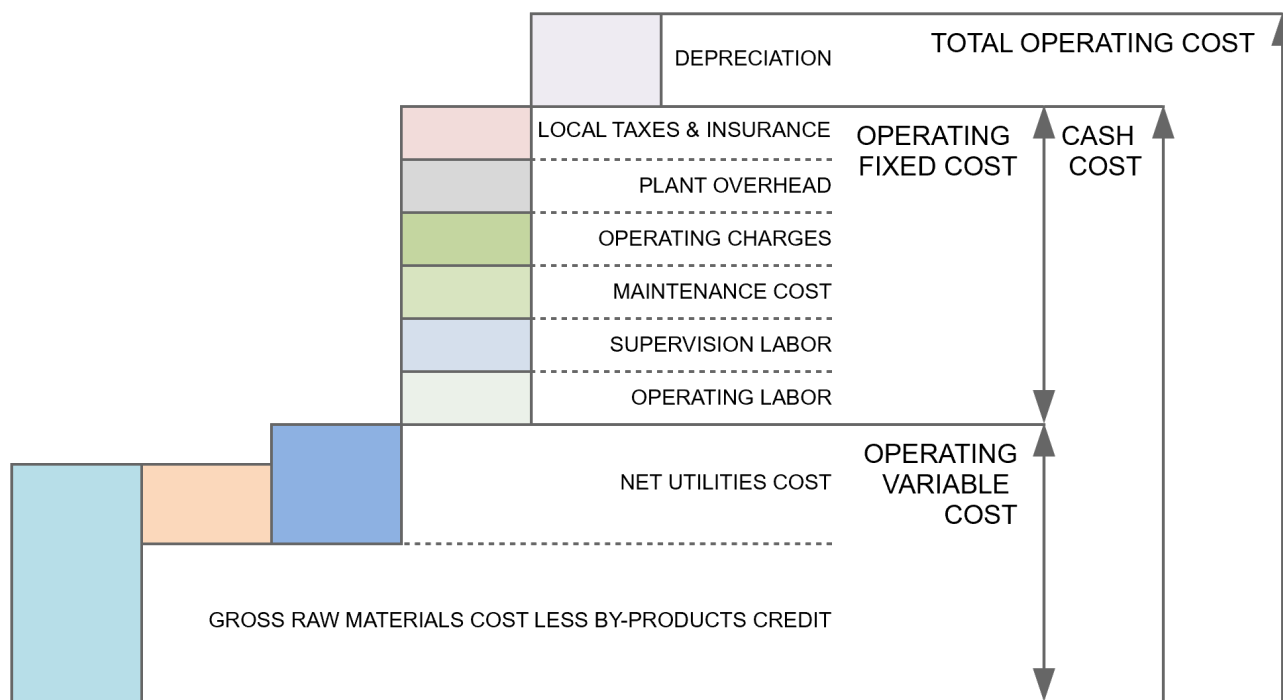 TOTAL OPERATING COST
DEPRECIATION
LOCAL TAXES & INSURANCE
OPERATING
FIXED COST
CASH
COST
PLANT OVERHEAD
OPERATING CHARGES
MAINTENANCE COST
SUPERVISION LABOR
OPERATING LABOR
OPERATING
VARIABLE
COST
NET UTILITIES COST
GROSS RAW MATERIALS COST LESS BY-PRODUCTS CREDIT